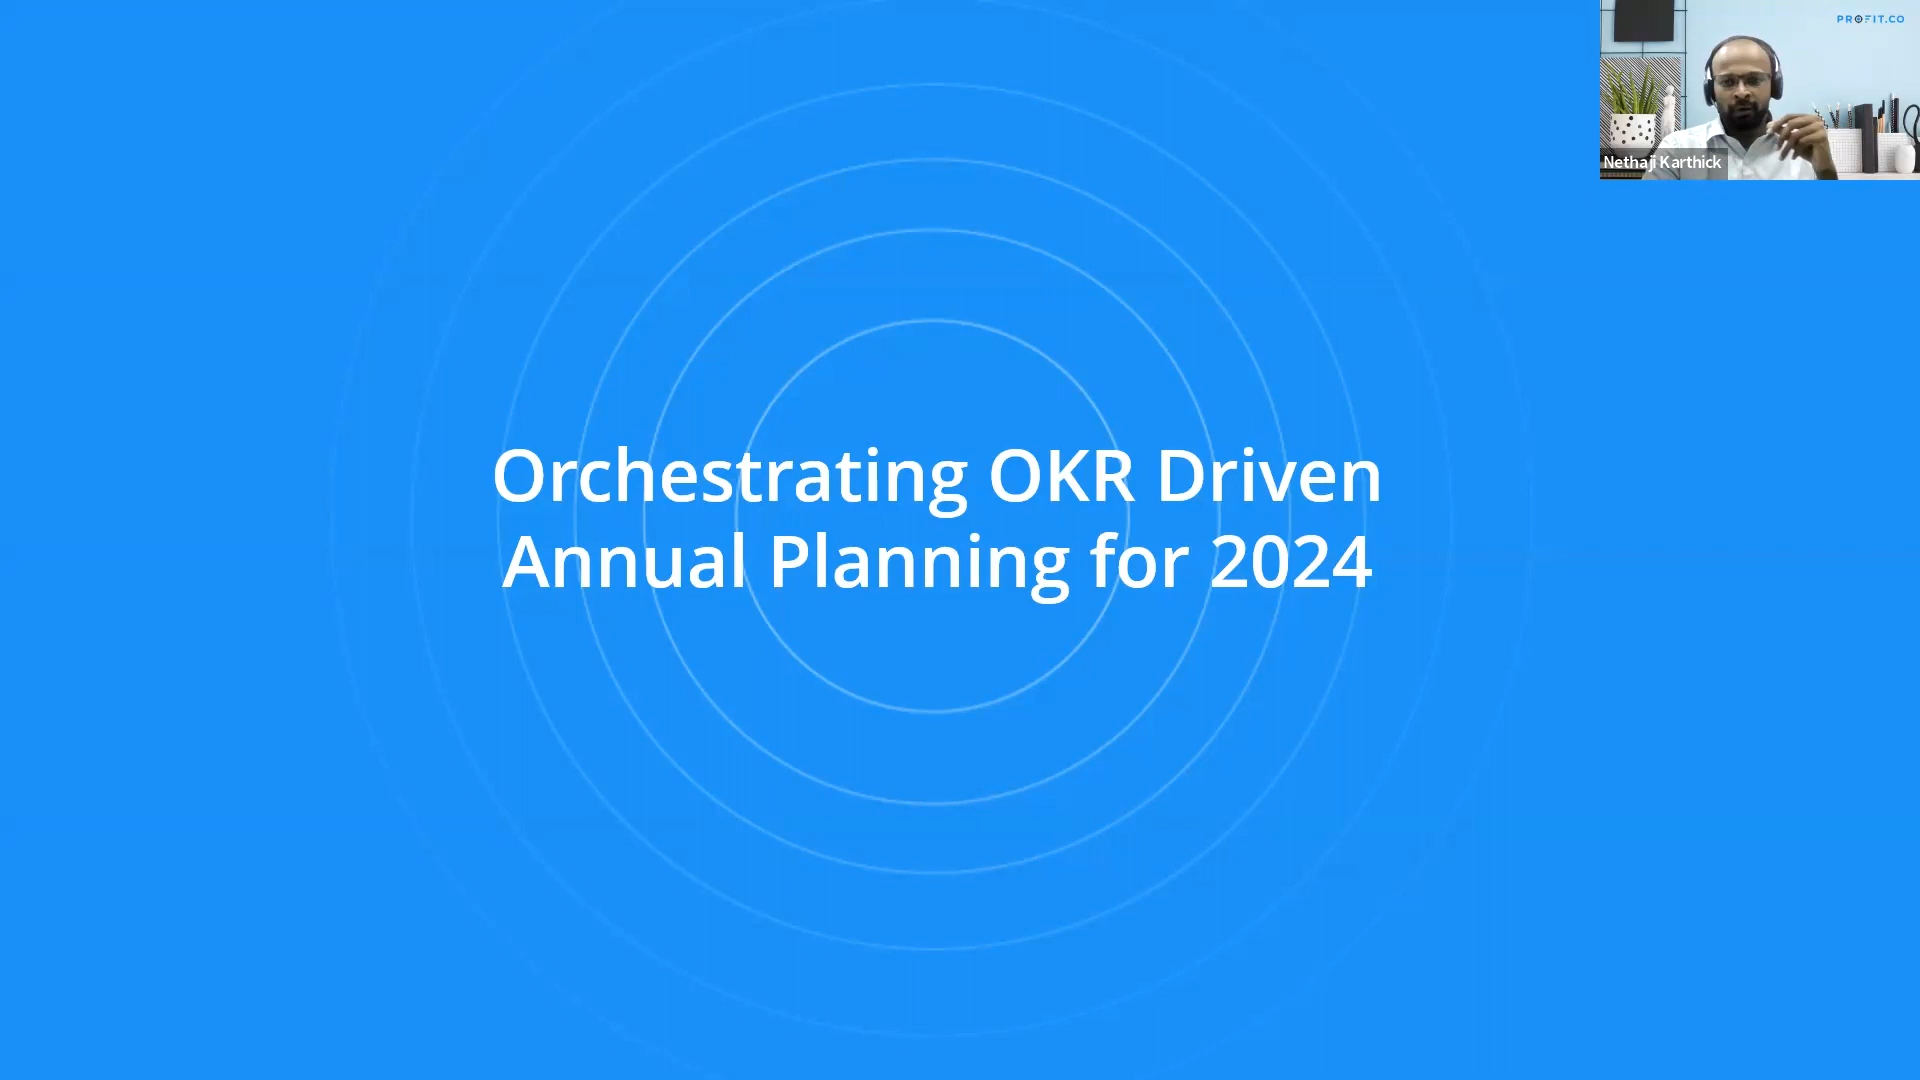 PROFIT.CO
Nethaji Karthick
Orchestrating OKR Driven
Annual Planning for 2024